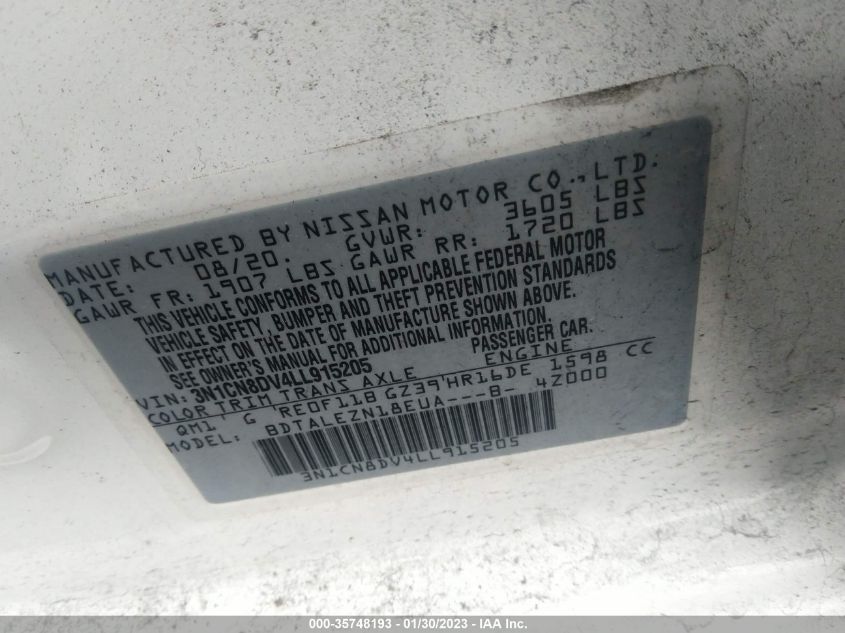 MANUFACTURED BY NISSAN MOTOR CO.,LTD.
DATE: 08/20. GVWR: 3605 LBS
GAWR FR: 1907 LBS GAWR RR: 1720 LBS
THIS VEHICLE CONFORMS TO ALL APPLICABLE FEDERAL MOTOR
VEHICLE SAFETY, BUMPER AND THEFT PREVENTION STANDARDS
IN EFFECT ON THE DATE OF MANUFACTURE SHOWN ABOVE.
SEE OWNER'S MANUAL FOR ADDITIONAL INFORMATION.
VIN: 3N1CN8DV4LL915205 PASSENGER CAR.
COLOR TRIM TRANS AXLE ENGINE
QM1 G RE0F11B GZ39 HR16DE 1598 CC
MODEL: BDTALEZN18EUA---B- 4Z000
3N1CN8DV4LL915205
000-35748193 - 01/30/2023 - IAA Inc.